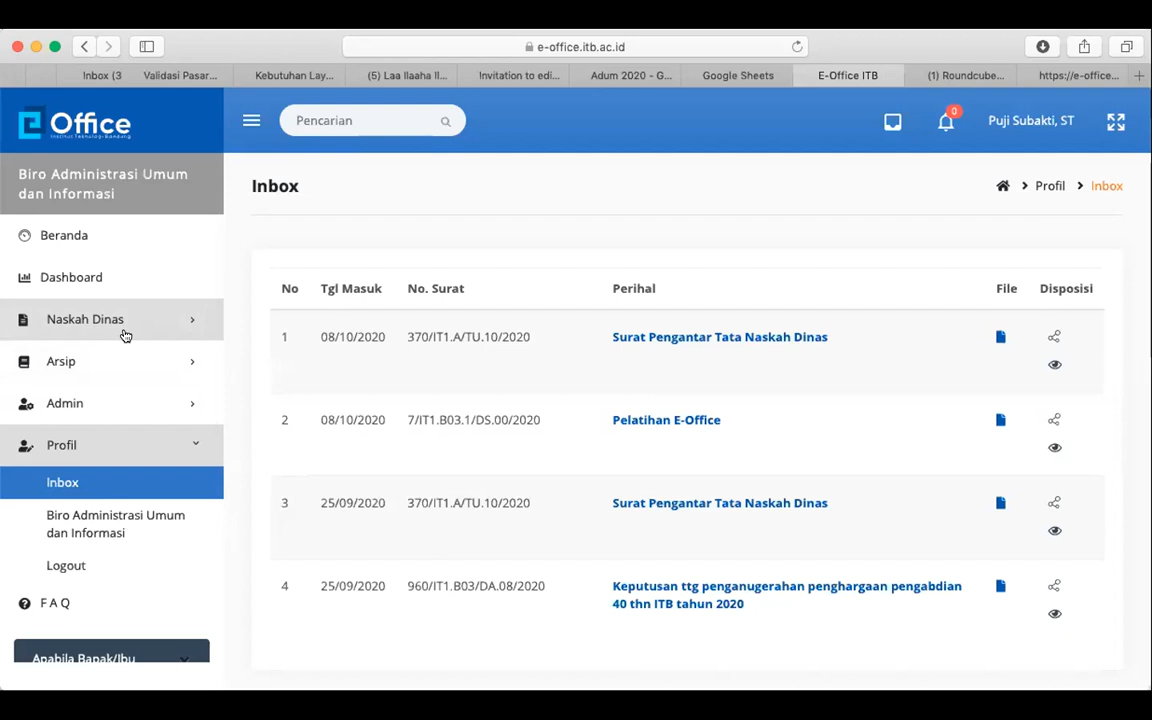 e-office.itb.ac.id
Inbox (3
Validasi Pasar...
Kebutuhan Lay...
(5) Laa Ilaaha Il...
Invitation to edi...
Adum 2020 - G...
Google Sheets
E-Office ITB
(1) Roundcube...
https://e-office...
Office
Institut Teknologi Bandung
Pencarian
0
Puji Subakti, ST
Biro Administrasi Umum
dan Informasi
Beranda
Dashboard
Naskah Dinas
Arsip
Admin
Profil
Inbox
Biro Administrasi Umum
dan Informasi
Logout
F A Q
Apabila Bapak/Ibu
Inbox
Profil
Inbox
No Tgl Masuk No. Surat Perihal File Disposisi
1 08/10/2020 370/IT1.A/TU.10/2020 Surat Pengantar Tata Naskah Dinas
2 08/10/2020 7/IT1.B03.1/DS.00/2020 Pelatihan E-Office
3 25/09/2020 370/IT1.A/TU.10/2020 Surat Pengantar Tata Naskah Dinas
4 25/09/2020 960/IT1.B03/DA.08/2020 Keputusan ttg penganugerahan penghargaan pengabdian
40 thn ITB tahun 2020